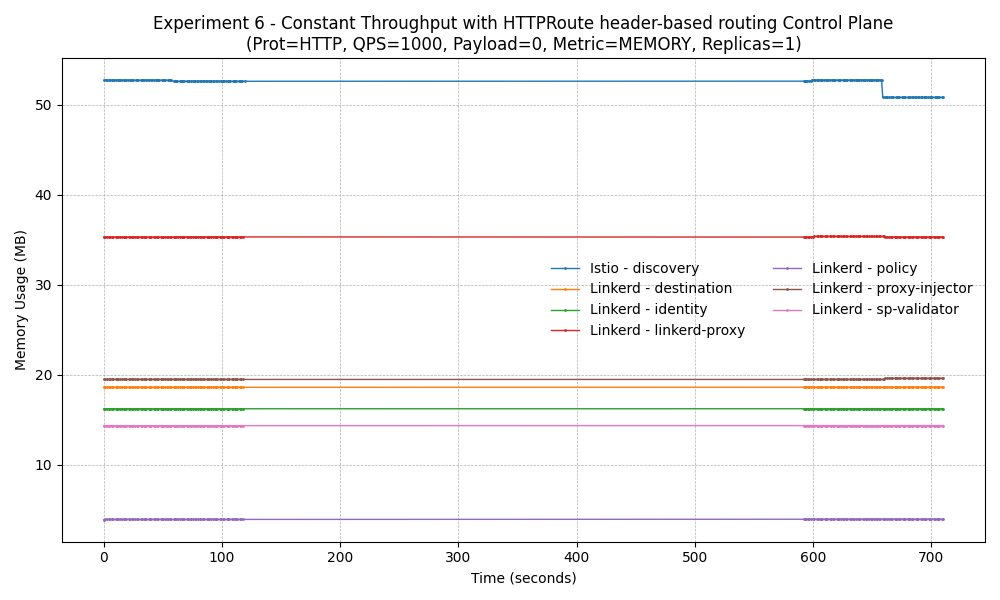 Experiment 6 - Constant Throughput with HTTPRoute header-based routing Control Plane
(Prot=HTTP, QPS=1000, Payload=0, Metric=MEMORY, Replicas=1)
Memory Usage (MB)
50
40
30
20
10
Istio - discovery
Linkerd - destination
Linkerd - identity
Linkerd - linkerd-proxy
Linkerd - policy
Linkerd - proxy-injector
Linkerd - sp-validator
0 100 200 300 400 500 600 700
Time (seconds)